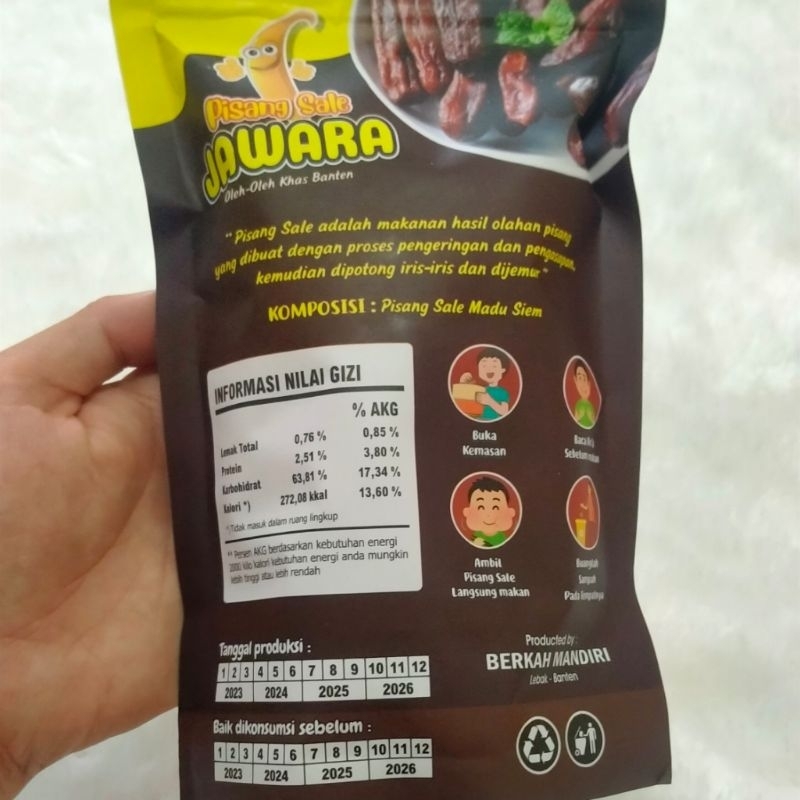 Pisang Sale
JAWARA
Oleh-Oleh Khas Banten
"Pisang Sale adalah makanan hasil olahan pisang
yang dibuat dengan proses pengeringan dan pengasapan,
kemudian dipotong iris-iris dan dijemur"
KOMPOSISI : Pisang Sale Madu Siem
INFORMASI NILAI GIZI
% AKG
Lemak Total 0,76 % 0,85 %
Protein 2,51 % 3,80 %
Karbohidrat 63,81 % 17,34 %
Kalori *) 272,08 kkal 13,60 %
*) Tidak masuk dalam ruang lingkup
** Persen AKG berdasarkan kebutuhan energi
2000 kilo kalori kebutuhan energi anda mungkin
lebih tinggi atau lebih rendah
Buka
Kemasan
Baca
Sebelum makan
Ambil
Pisang Sale
Langsung makan
Buanglah
Sampah
Pada Tempatnya
Tanggal produksi :
1 2 3 4 5 6 7 8 9 10 11 12
2023 2024 2025 2026
Baik dikonsumsi sebelum :
1 2 3 4 5 6 7 8 9 10 11 12
2023 2024 2025 2026
Producted by :
BERKAH MANDIRI
Lebak - Banten